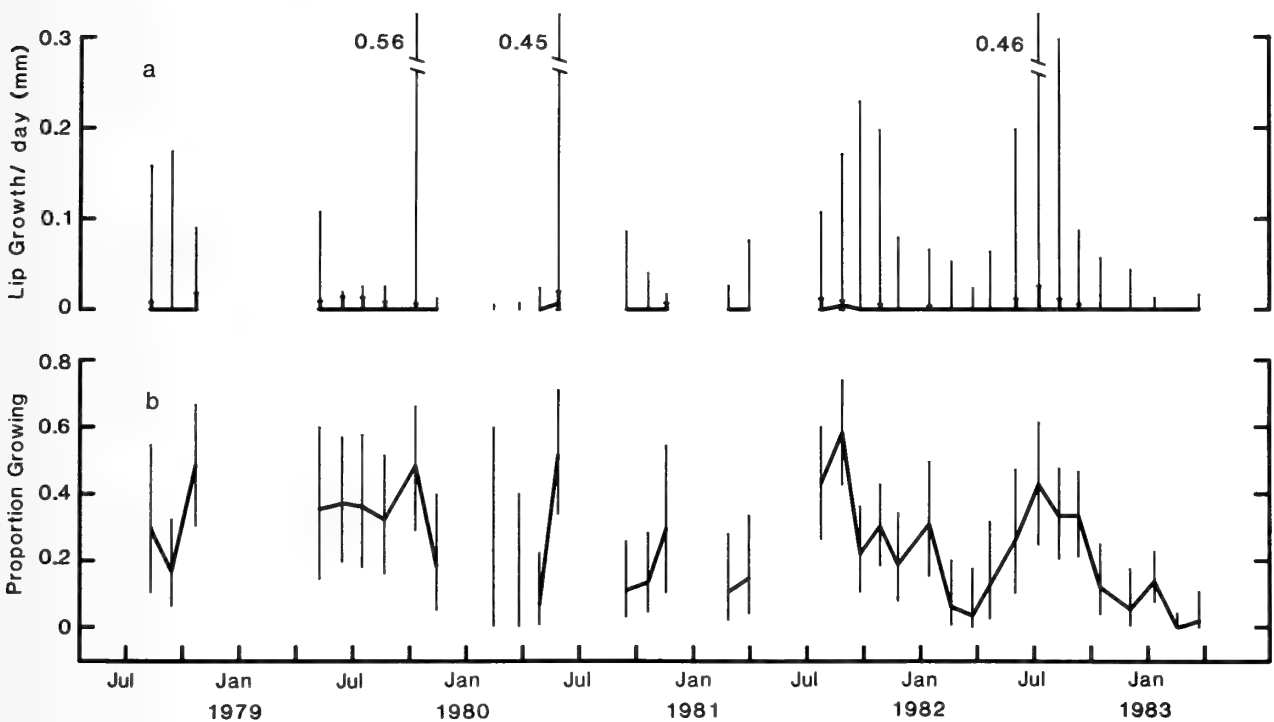 0.3
0.56
0.45
0.46
a
0.2
0.1
0
Lip Growth/ day (mm)
0.8
b
0.6
0.4
0.2
0
Proportion Growing
Jul Jan Jul Jan Jul Jan Jul Jan Jul Jan
1979 1980 1981 1982 1983